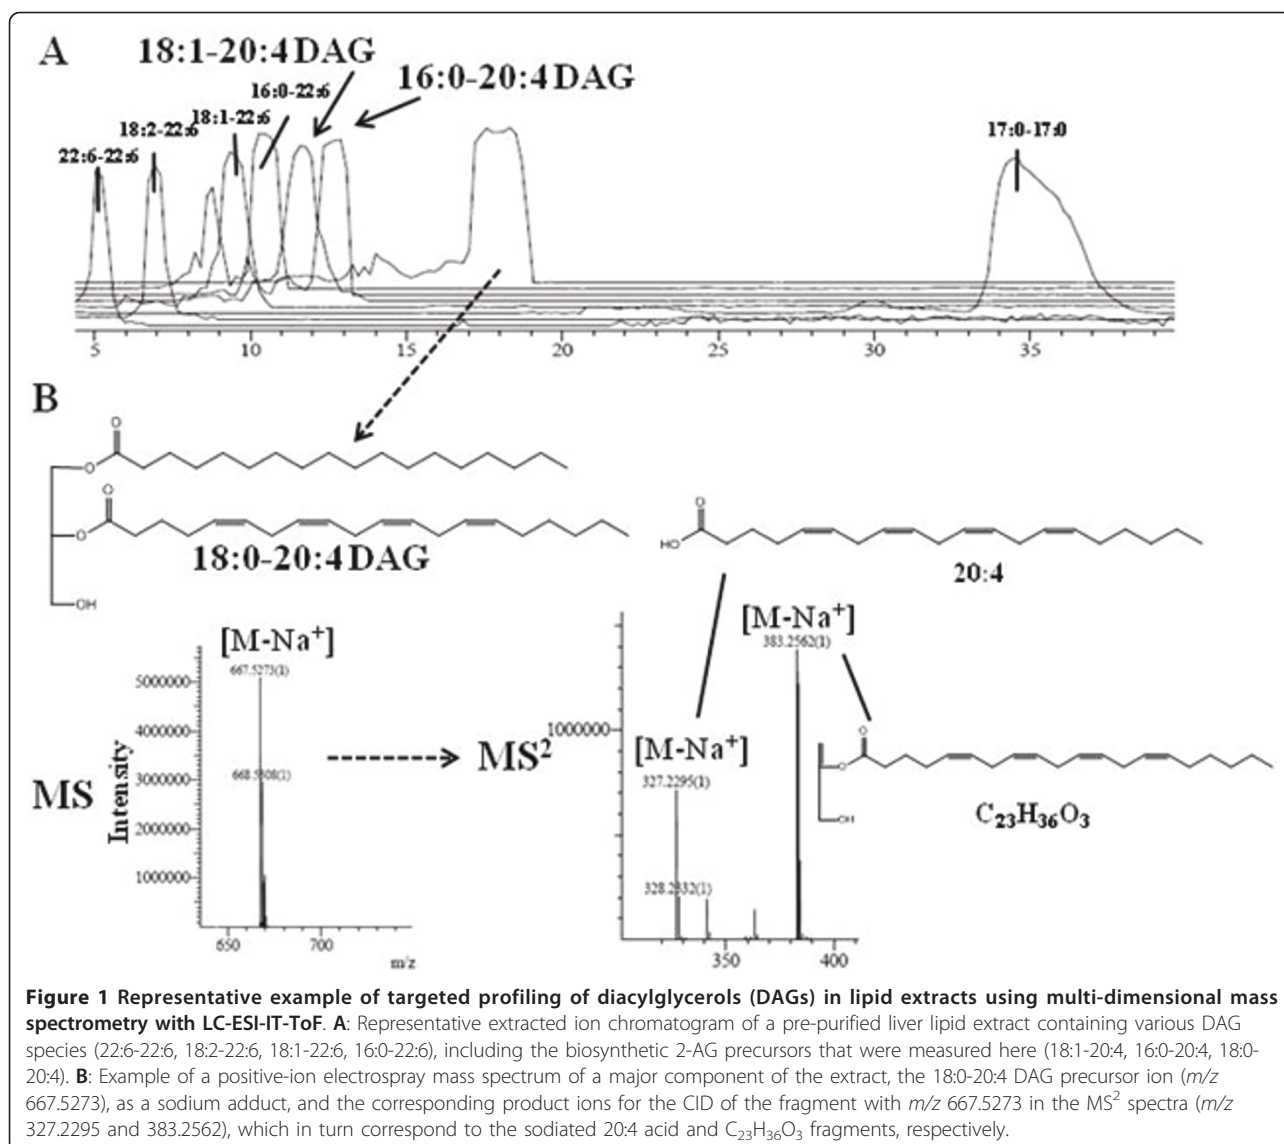 A
18:1-20:4 DAG
16:0-20:4 DAG
16:0-22:6
18:1-22:6
18:2-22:6
22:6-22:6
17:0-17:0
5 10 15 20 25 30 35
B
O
O
O
O
18:0-20:4 DAG
OH
O
HO
20:4
[M-Na⁺]
667.5273(1)
668.5308(1)
5000000
4000000
3000000
2000000
1000000
Intensity
MS
650 700
m/z
MS²
[M-Na⁺]
383.2562(1)
1000000
[M-Na⁺]
327.2295(1)
328.2332(1)
350 400
O
O
OH
C₂₃H₃₆O₃
Figure 1 Representative example of targeted profiling of diacylglycerols (DAGs) in lipid extracts using multi-dimensional mass
spectrometry with LC-ESI-IT-ToF. A: Representative extracted ion chromatogram of a pre-purified liver lipid extract containing various DAG
species (22:6-22:6, 18:2-22:6, 18:1-22:6, 16:0-22:6), including the biosynthetic 2-AG precursors that were measured here (18:1-20:4, 16:0-20:4, 18:0-
20:4). B: Example of a positive-ion electrospray mass spectrum of a major component of the extract, the 18:0-20:4 DAG precursor ion (m/z
667.5273), as a sodium adduct, and the corresponding product ions for the CID of the fragment with m/z 667.5273 in the MS² spectra (m/z
327.2295 and 383.2562), which in turn correspond to the sodiated 20:4 acid and C₂₃H₃₆O₃ fragments, respectively.